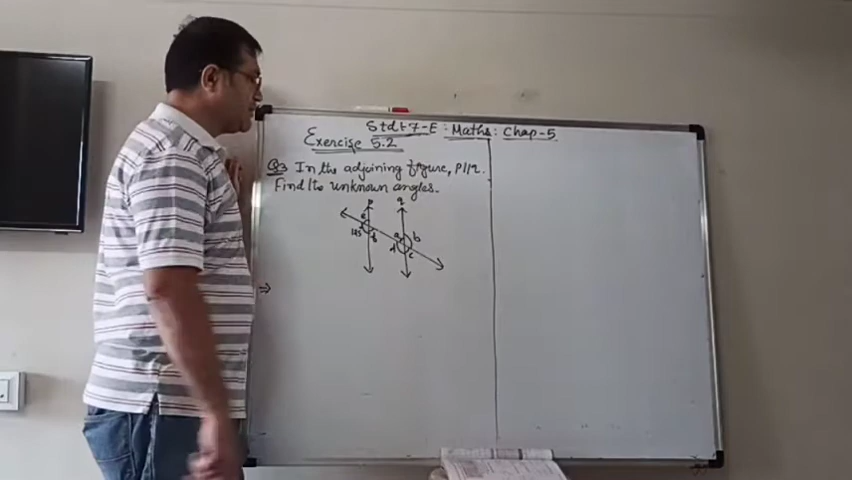 Stdt-7-E : Maths : Chap-5
Exercise 5.2
Q3 In the adjoining figure, p||q.
Find the unknown angles.
p q
e
125 f
a b
d c
⇒